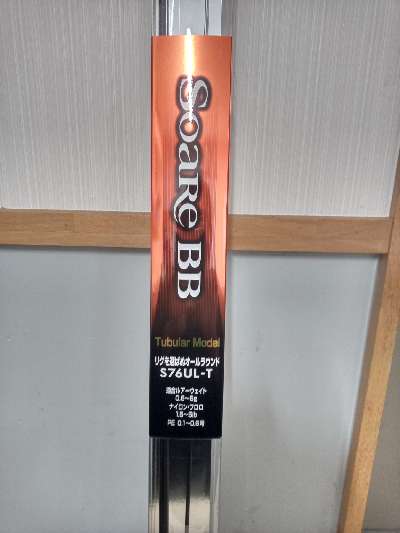 Soare BB
Tubular Model
リグを選ばぬオールラウンド
S76UL-T
適合ルアーウェイト
0.6～6g
ナイロン・フロロ
1.5～5lb
PE 0.1～0.6号